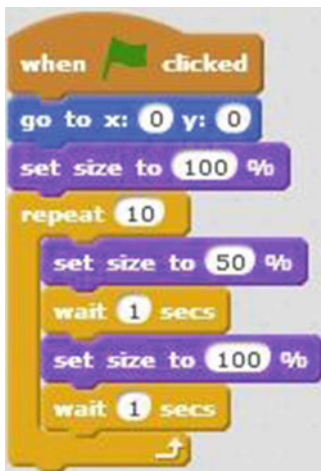 when clicked
go to x: 0 y: 0
set size to 100 %
repeat 10
set size to 50 %
wait 1 secs
set size to 100 %
wait 1 secs